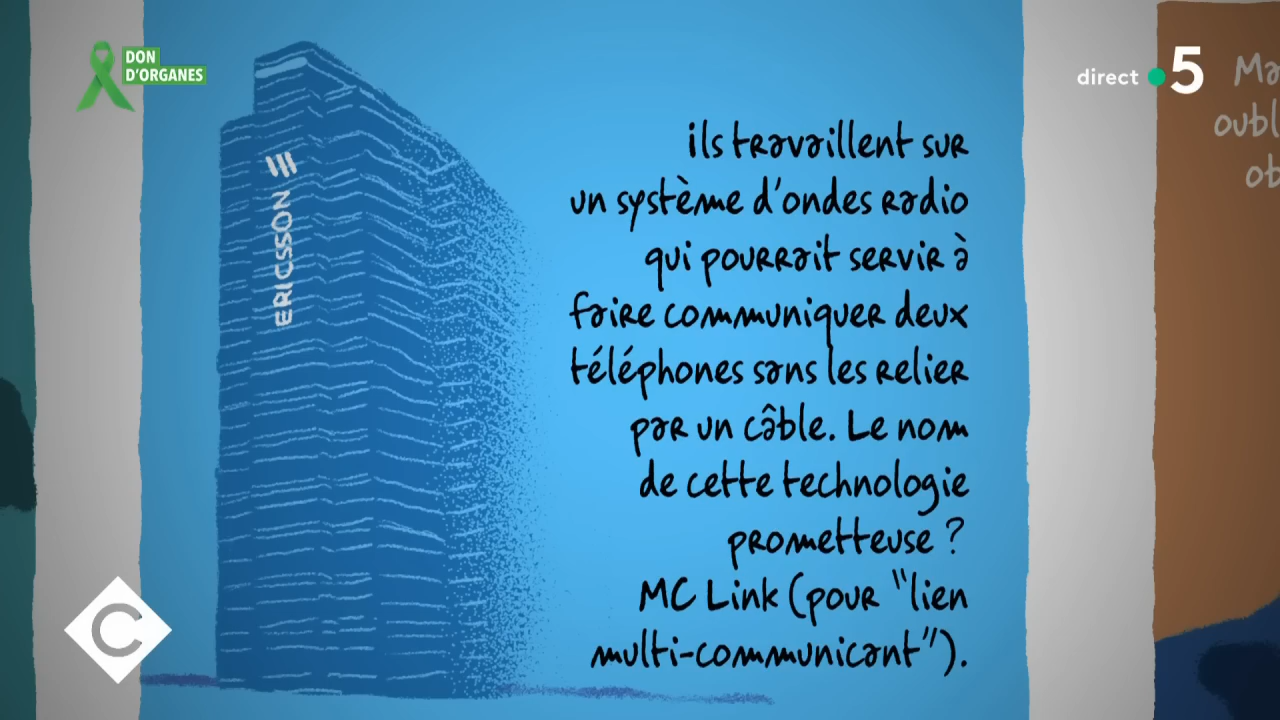 DON
D'ORGANES
direct 5
ERICSSON
ils travaillent sur
un système d'ondes radio
qui pourrait servir à
faire communiquer deux
téléphones sans les relier
par un câble. Le nom
de cette technologie
prometteuse ?
MC Link (pour "lien
multi-communicant").
C